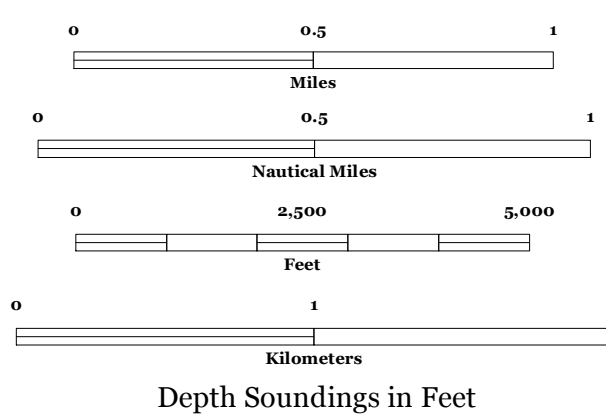 0 0.5 1
Miles
0 0.5 1
Nautical Miles
0 2,500 5,000
Feet
0 1
Kilometers
Depth Soundings in Feet